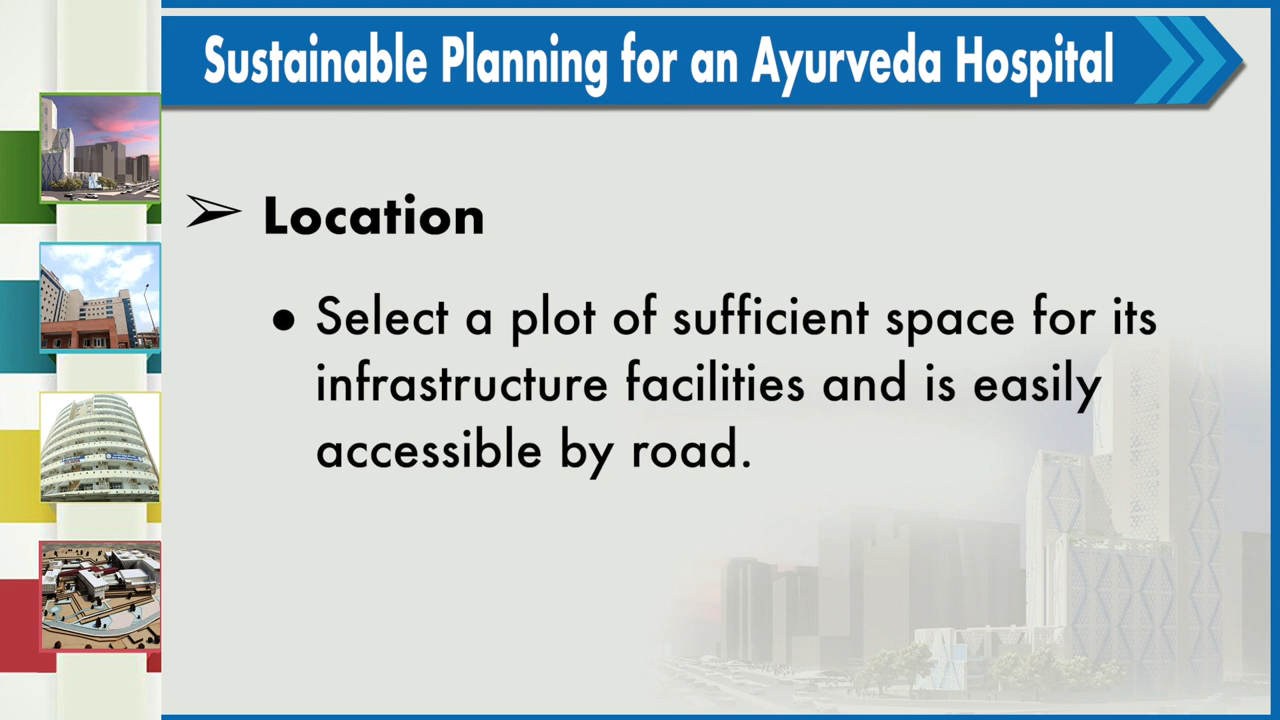 Sustainable Planning for an Ayurveda Hospital
➢ Location
● Select a plot of sufficient space for its
infrastructure facilities and is easily
accessible by road.